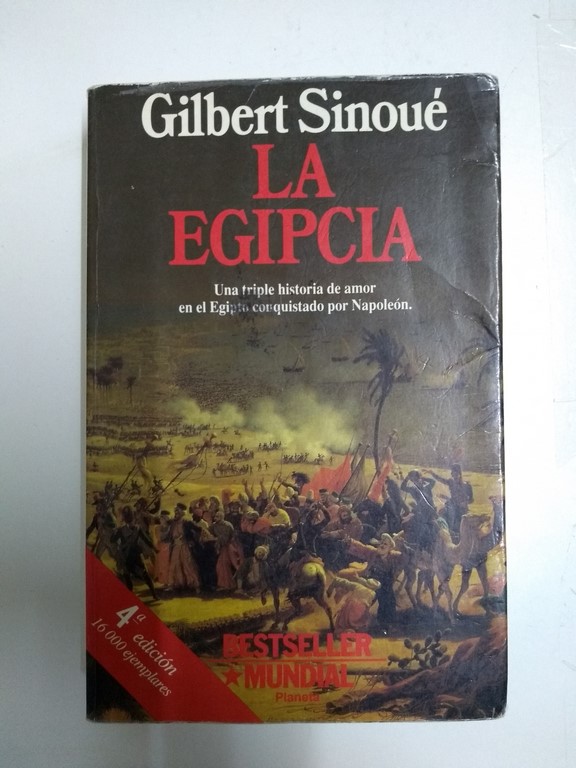 Gilbert Sinoué
LA
EGIPCIA
Una triple historia de amor
en el Egipto conquistado por Napoleón.
4ª edición
16 000 ejemplares
BESTSELLER
MUNDIAL
Planeta